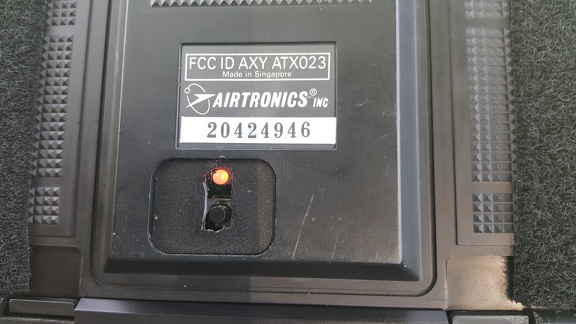 FCC ID AXY ATX023
Made in Singapore
AIRTRONICS® INC
20424946